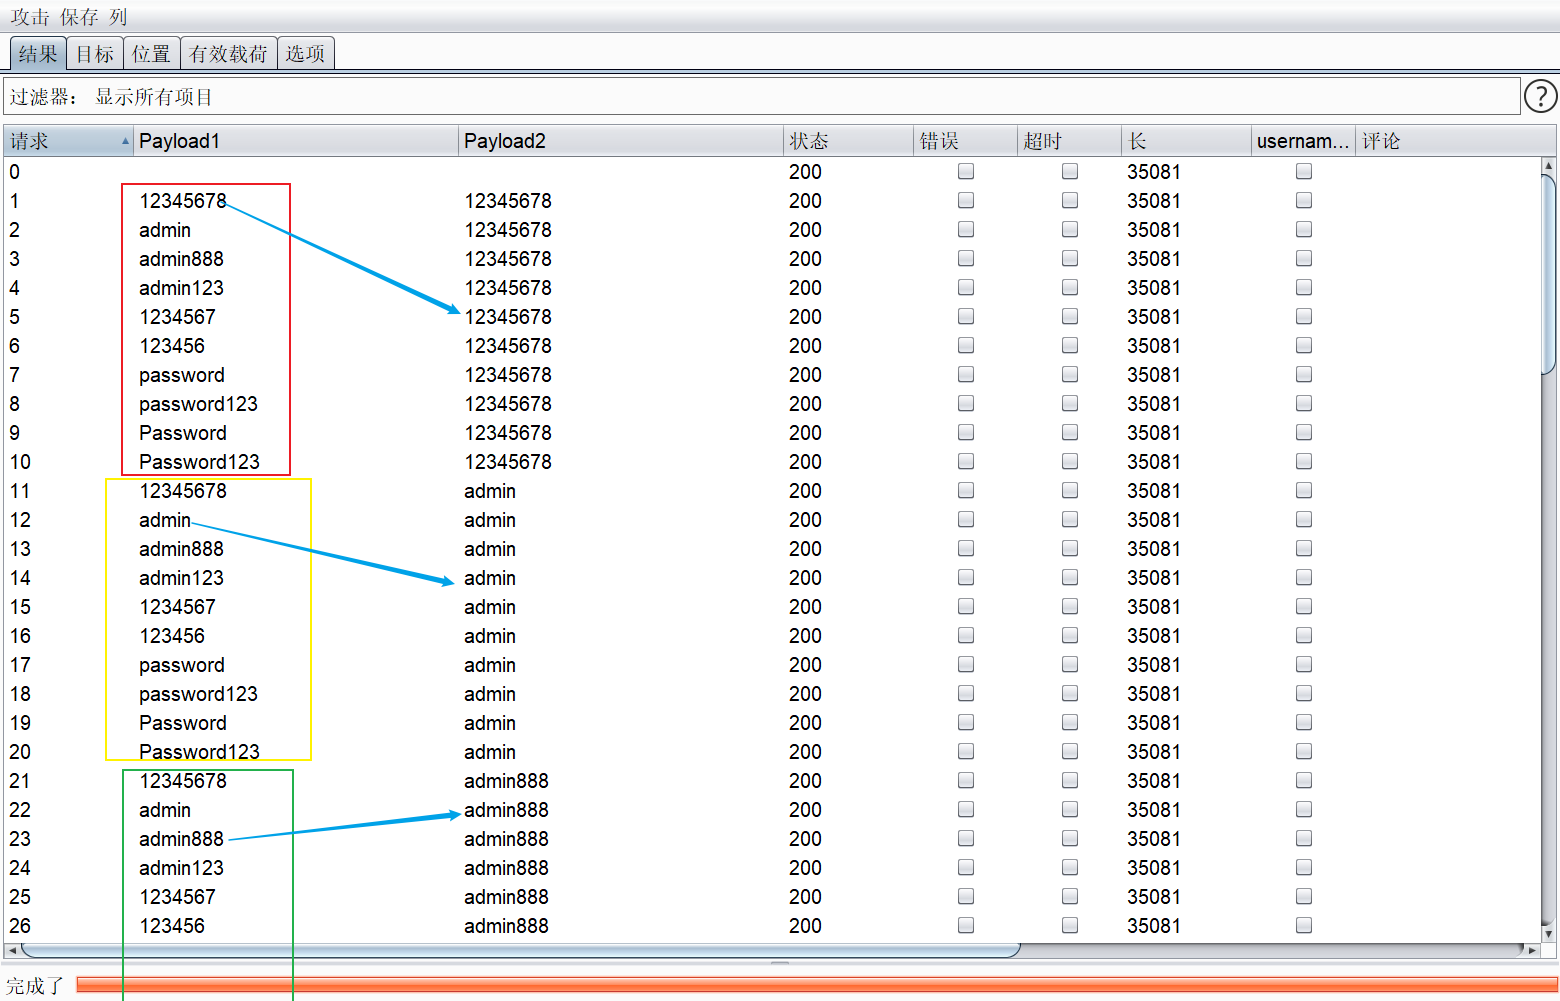 攻击 保存 列
结果 目标 位置 有效载荷 选项
过滤器： 显示所有项目 ?
请求 Payload1 Payload2 状态 错误 超时 长 usernam... 评论
0 200 35081
1 12345678 12345678 200 35081
2 admin 12345678 200 35081
3 admin888 12345678 200 35081
4 admin123 12345678 200 35081
5 1234567 12345678 200 35081
6 123456 12345678 200 35081
7 password 12345678 200 35081
8 password123 12345678 200 35081
9 Password 12345678 200 35081
10 Password123 12345678 200 35081
11 12345678 admin 200 35081
12 admin admin 200 35081
13 admin888 admin 200 35081
14 admin123 admin 200 35081
15 1234567 admin 200 35081
16 123456 admin 200 35081
17 password admin 200 35081
18 password123 admin 200 35081
19 Password admin 200 35081
20 Password123 admin 200 35081
21 12345678 admin888 200 35081
22 admin admin888 200 35081
23 admin888 admin888 200 35081
24 admin123 admin888 200 35081
25 1234567 admin888 200 35081
26 123456 admin888 200 35081
完成了